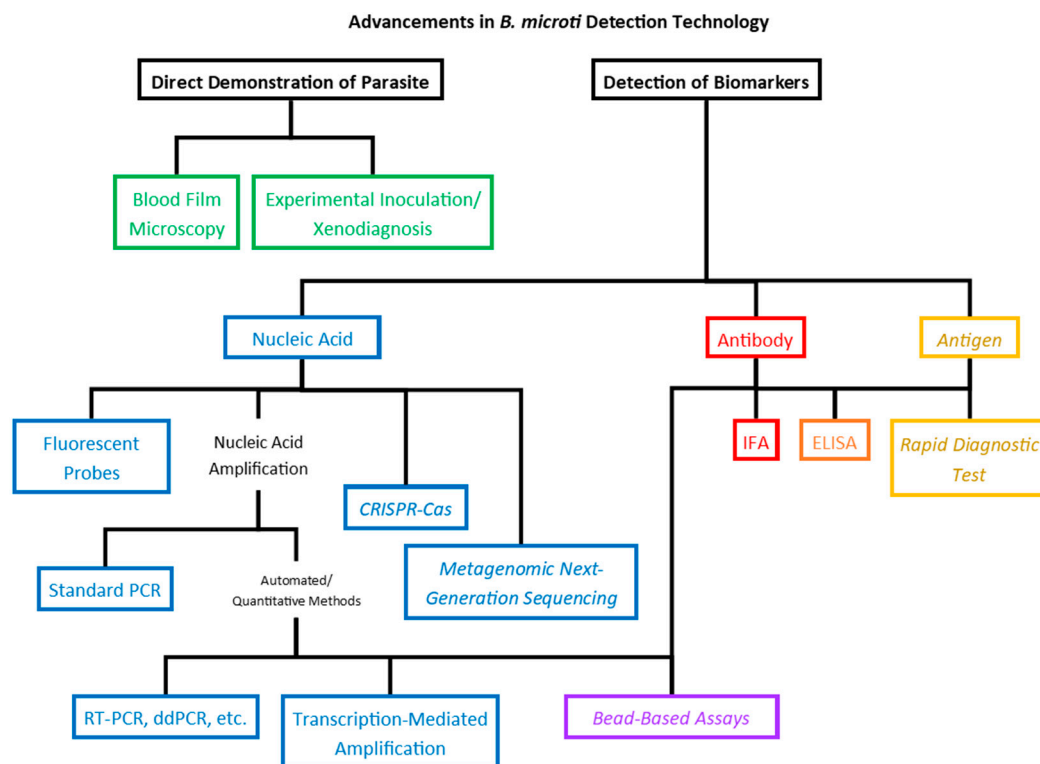 Advancements in B. microti Detection Technology
Direct Demonstration of Parasite
Detection of Biomarkers
Blood Film
Microscopy
Experimental Inoculation/
Xenodiagnosis
Nucleic Acid
Antibody
Antigen
Fluorescent
Probes
Nucleic Acid
Amplification
CRISPR-Cas
IFA
ELISA
Rapid Diagnostic
Test
Standard PCR
Automated/
Quantitative Methods
Metagenomic Next-
Generation Sequencing
RT-PCR, ddPCR, etc.
Transcription-Mediated
Amplification
Bead-Based Assays